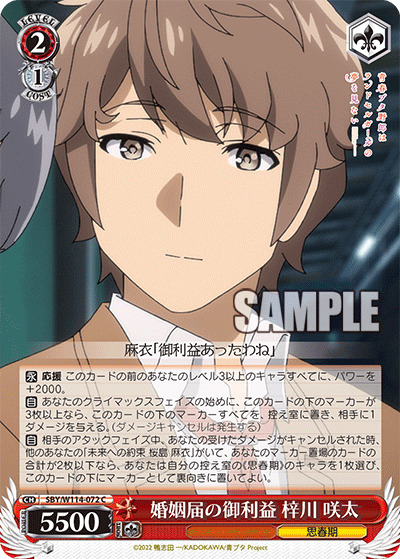 LEVEL
2
1
COST
青春ブタ野郎は
ランドセルガールの
夢を見ない
SAMPLE
麻衣「御利益あったわね」
永 応援 このカードの前のあなたのレベル3以上のキャラすべてに、パワーを
＋2000。
自 あなたのクライマックスフェイズの始めに、このカードの下のマーカーが
3枚以上なら、このカードの下のマーカーすべてを、控え室に置き、相手に1
ダメージを与える。（ダメージキャンセルは発生する）
自 相手のアタックフェイズ中、あなたの受けたダメージがキャンセルされた時、
他のあなたの「未来への約束 桜島 麻衣」がいて、あなたのマーカー置場のカード
の合計が2枚以下なら、あなたは自分の控え室の《思春期》のキャラを1枚選び、
このカードの下にマーカーとして裏向きに置いてよい。
CH SBY/W114-072 C
5500
婚姻届の御利益 梓川 咲太
思春期
©2022 鴨志田 一/KADOKAWA/青ブタ Project